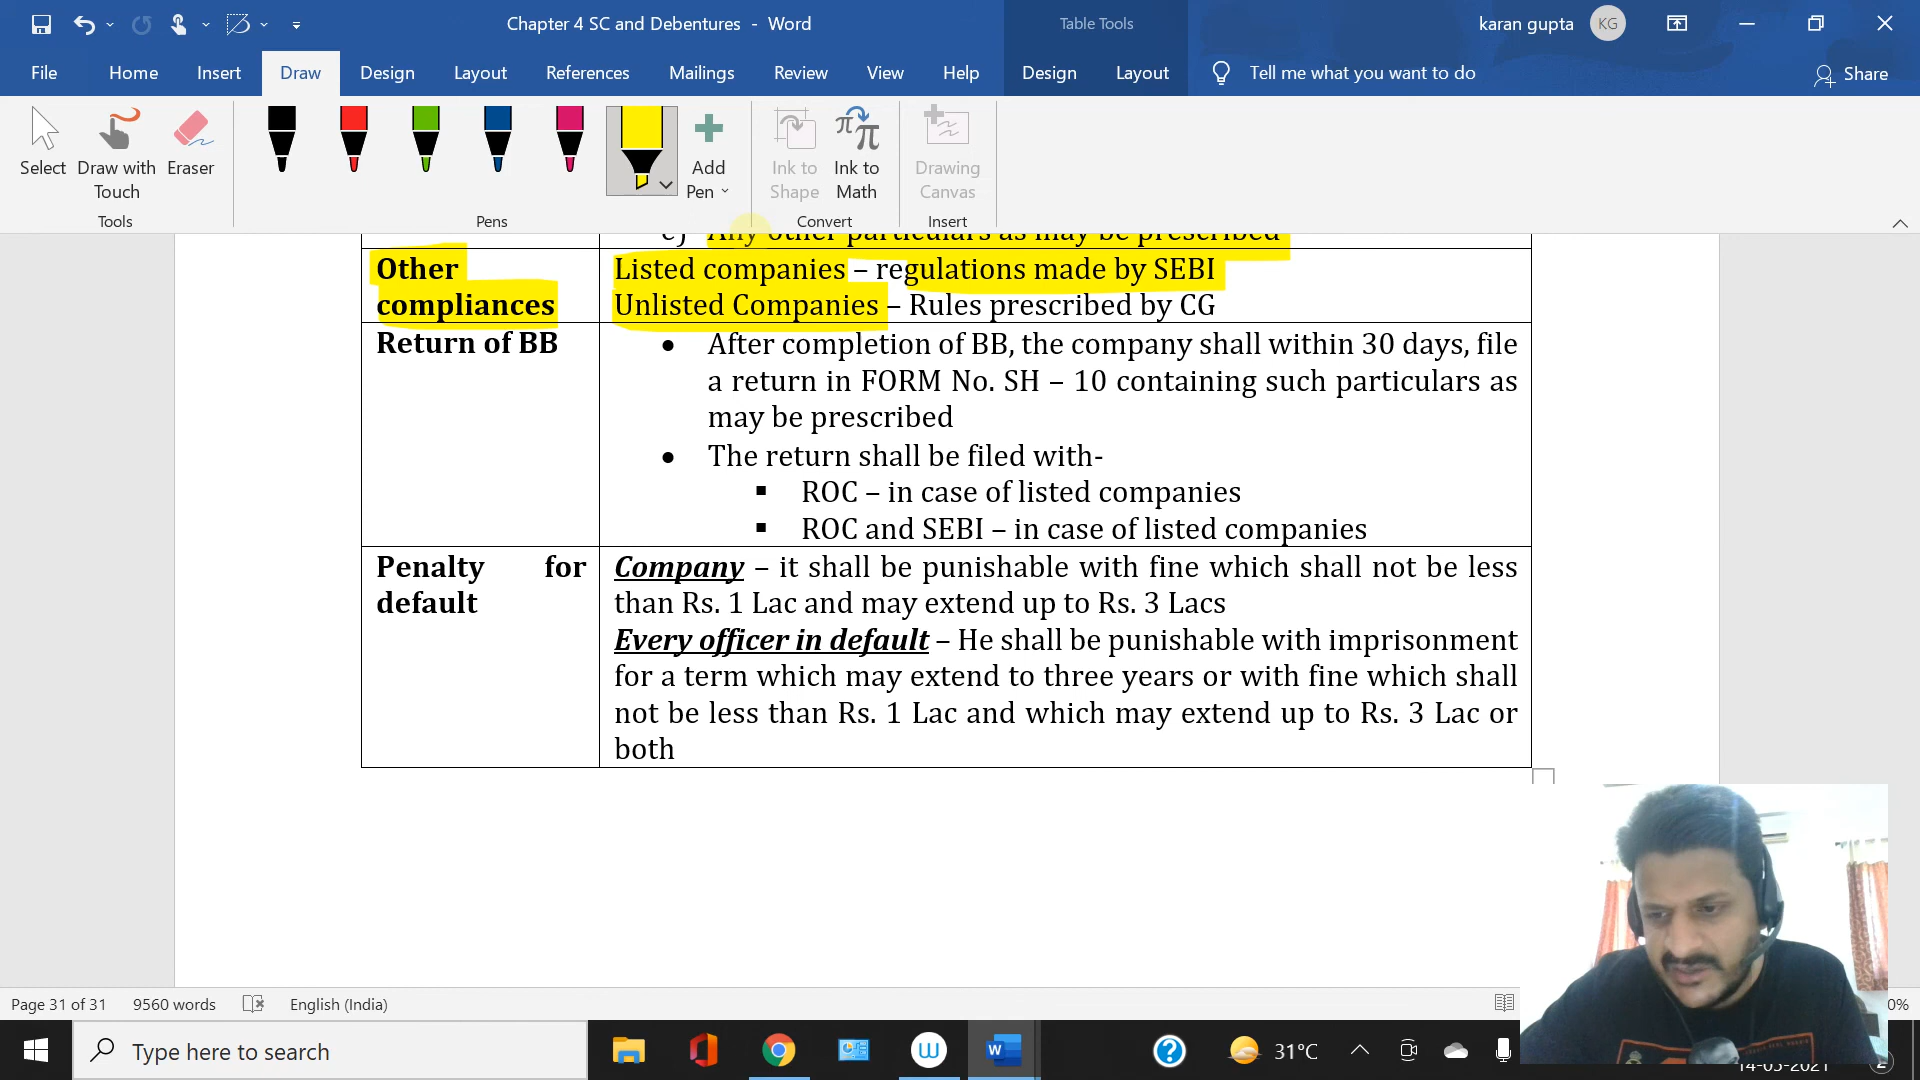 Chapter 4 SC and Debentures - Word
Table Tools
karan gupta
KG
File Home Insert Draw Design Layout References Mailings Review View Help Design Layout Tell me what you want to do Share
Select
Draw with Touch
Eraser
Add Pen
Ink to Shape
Ink to Math
Drawing Canvas
Tools Pens Convert Insert
Any other particulars as may be prescribed
Other compliances
Listed companies – regulations made by SEBI
Unlisted Companies – Rules prescribed by CG
Return of BB
• After completion of BB, the company shall within 30 days, file
a return in FORM No. SH – 10 containing such particulars as
may be prescribed
• The return shall be filed with-
▪ ROC – in case of listed companies
▪ ROC and SEBI – in case of listed companies
Penalty for default
Company – it shall be punishable with fine which shall not be less
than Rs. 1 Lac and may extend up to Rs. 3 Lacs
Every officer in default – He shall be punishable with imprisonment
for a term which may extend to three years or with fine which shall
not be less than Rs. 1 Lac and which may extend up to Rs. 3 Lac or
both
Page 31 of 31 9560 words English (India)
0%
Type here to search
W
31°C